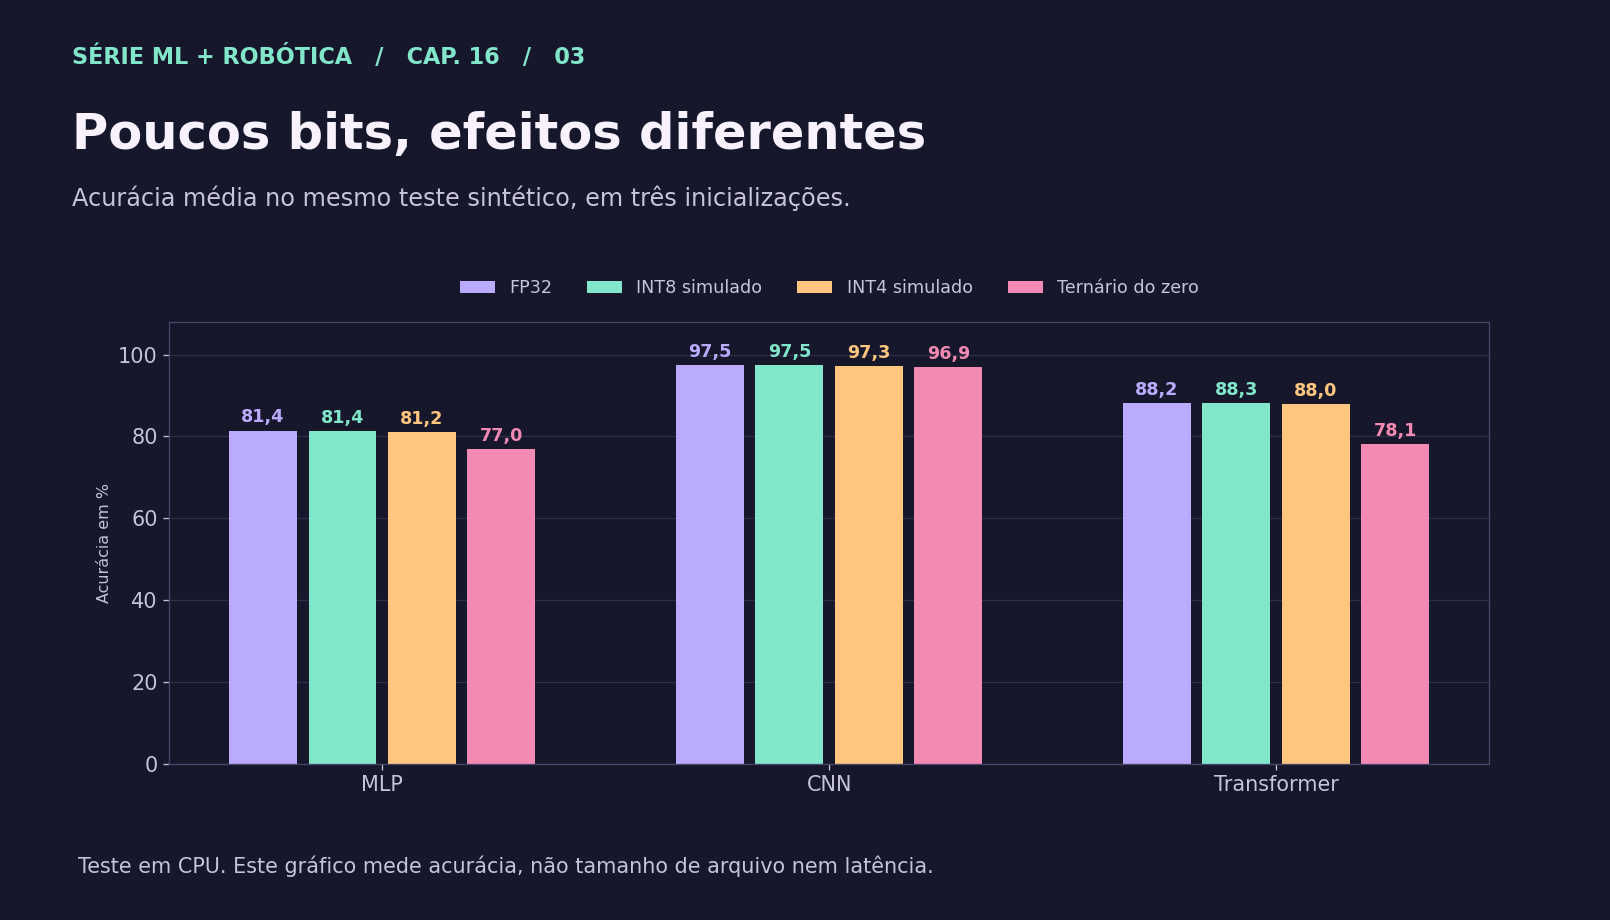 SÉRIE ML + ROBÓTICA / CAP. 16 / 03
Poucos bits, efeitos diferentes
Acurácia média no mesmo teste sintético, em três inicializações.
FP32 INT8 simulado INT4 simulado Ternário do zero
Acurácia em %
100
80
60
40
20
0
81,4 81,4 81,2 77,0
97,5 97,5 97,3 96,9
88,2 88,3 88,0 78,1
MLP CNN Transformer
Teste em CPU. Este gráfico mede acurácia, não tamanho de arquivo nem latência.